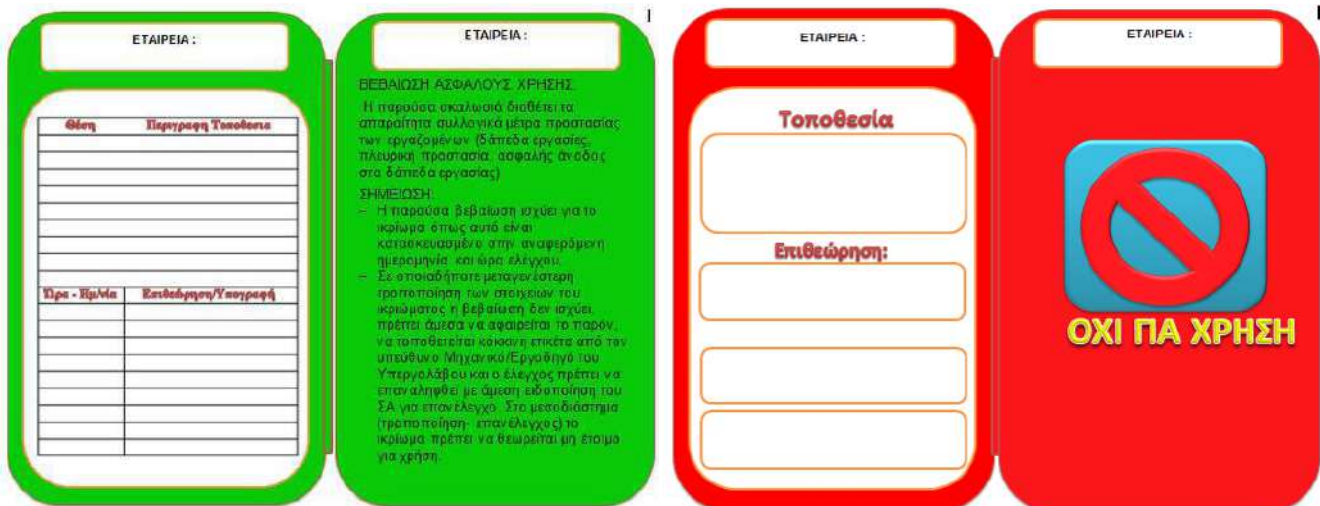 ΕΤΑΙΡΕΙΑ :
Θέση Περιγραφη Τοποθεσια
Ώρα - Ημ/νία Επιθεώρηση/Υπογραφή
ΕΤΑΙΡΕΙΑ :
ΒΕΒΑΙΩΣΗ ΑΣΦΑΛΟΥΣ ΧΡΗΣΗΣ:
Η παρούσα σκαλωσιά διαθέτει τα
απαραίτητα συλλογικά μέτρα προστασίας
των εργαζομένων (δάπεδα εργασίες,
πλευρική προστασία, ασφαλής άνοδος
στα δάπεδα εργασίας)
ΣΗΜΕΙΩΣΗ:
– Η παρούσα βεβαίωση ισχύει για το
ικρίωμα όπως αυτό είναι
κατασκευασμένο στην αναφερόμενη
ημερομηνία και ώρα ελέγχου.
– Σε οποιαδήποτε μεταγενέστερη
τροποποίηση των στοιχείων του
ικριώματος η βεβαίωση δεν ισχύει,
πρέπει άμεσα να αφαιρείται το παρόν,
να τοποθετείται κόκκινη ετικέτα από τον
υπεύθυνο Μηχανικό/Εργοδηγό του
Υπεργολάβου και ο έλεγχος πρέπει να
επαναληφθεί με άμεση ειδοποίηση του
ΣΑ για επανέλεγχο. Στο μεσοδιάστημα
(τροποποίηση- επανέλεγχος) το
ικρίωμα πρέπει να θεωρείται μη έτοιμο
για χρήση.
ΕΤΑΙΡΕΙΑ :
Τοποθεσία
Επιθεώρηση:
ΕΤΑΙΡΕΙΑ :
ΟΧΙ ΓΙΑ ΧΡΗΣΗ